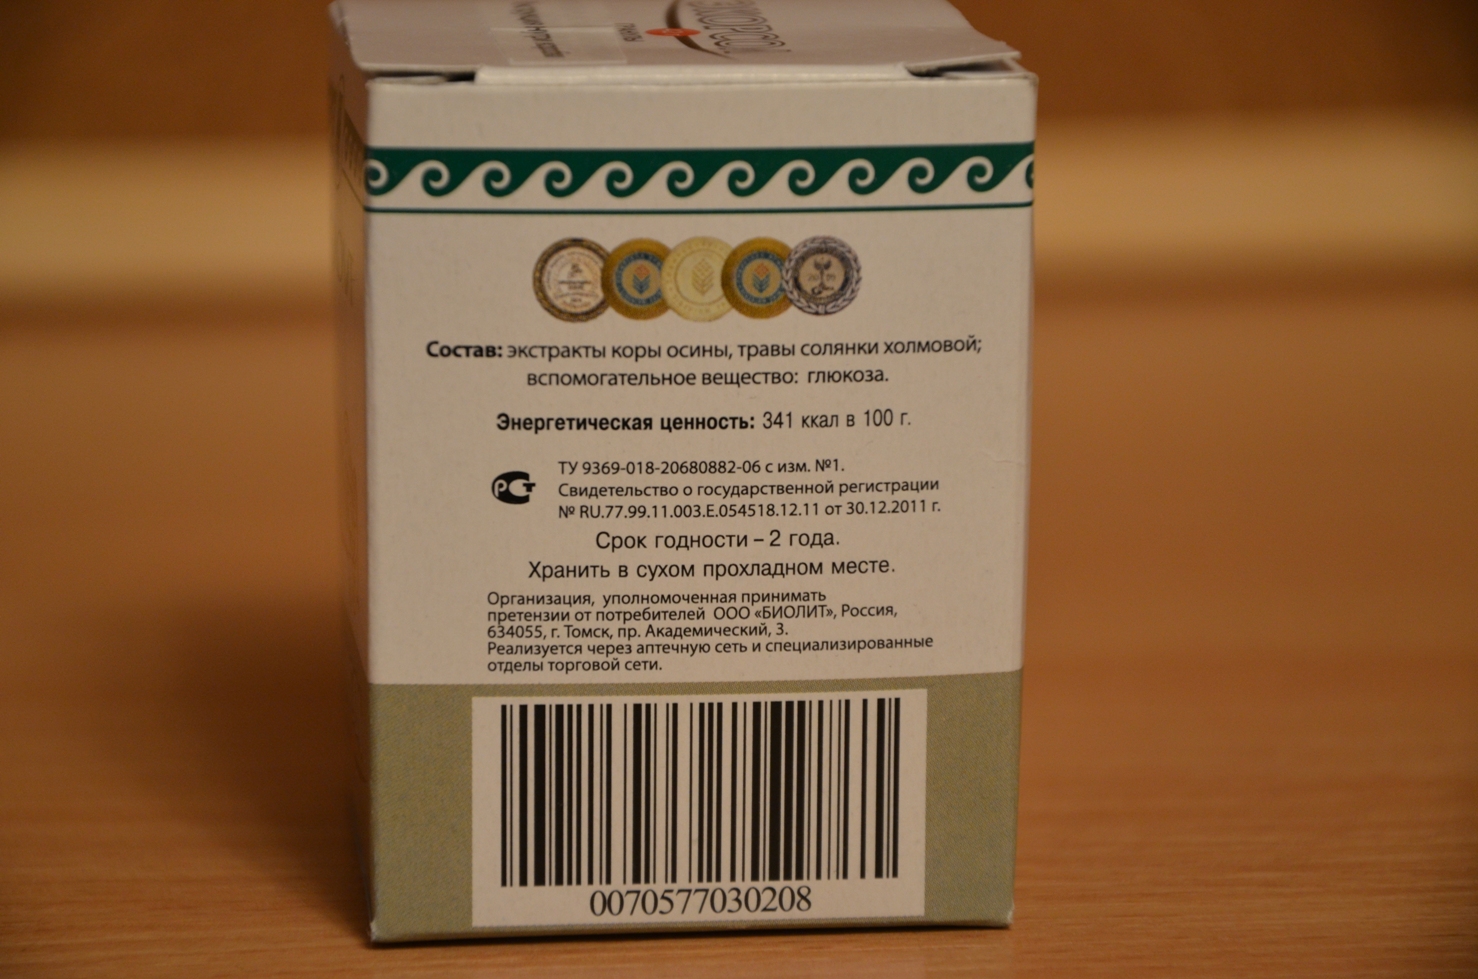 Состав: экстракты коры осины, травы солянки холмовой;
вспомогательное вещество: глюкоза.
Энергетическая ценность: 341 ккал в 100 г.
РСТ
ТУ 9369-018-20680882-06 с изм. №1.
Свидетельство о государственной регистрации
№ RU.77.99.11.003.Е.054518.12.11 от 30.12.2011 г.
Срок годности – 2 года.
Хранить в сухом прохладном месте.
Организация, уполномоченная принимать
претензии от потребителей ООО «БИОЛИТ», Россия,
634055, г. Томск, пр. Академический, 3.
Реализуется через аптечную сеть и специализированные
отделы торговой сети.
0070577030208